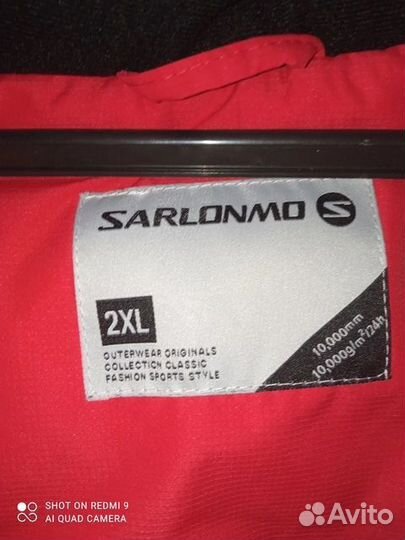 SARLONMO S
2XL
OUTERWEAR ORIGINALS
COLLECTION CLASSIC
FASHION SPORTS STYLE
10,000mm
10,000g/m²/24h
SHOT ON REDMI 9
AI QUAD CAMERA
Avito